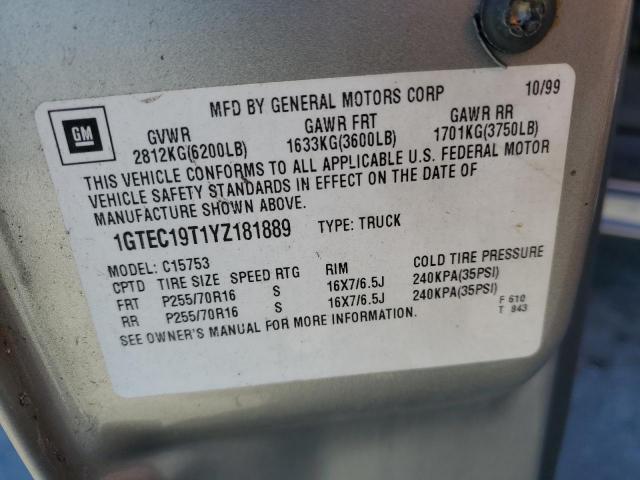 MFD BY GENERAL MOTORS CORP 10/99
GM
GVWR GAWR FRT GAWR RR
2812KG(6200LB) 1633KG(3600LB) 1701KG(3750LB)
THIS VEHICLE CONFORMS TO ALL APPLICABLE U.S. FEDERAL MOTOR
VEHICLE SAFETY STANDARDS IN EFFECT ON THE DATE OF
MANUFACTURE SHOWN ABOVE.
1GTEC19T1YZ181889 TYPE: TRUCK
MODEL: C15753
CPTD TIRE SIZE SPEED RTG RIM COLD TIRE PRESSURE
FRT P255/70R16 S 16X7/6.5J 240KPA(35PSI)
RR P255/70R16 S 16X7/6.5J 240KPA(35PSI)
SEE OWNER'S MANUAL FOR MORE INFORMATION.
F 610
T 943